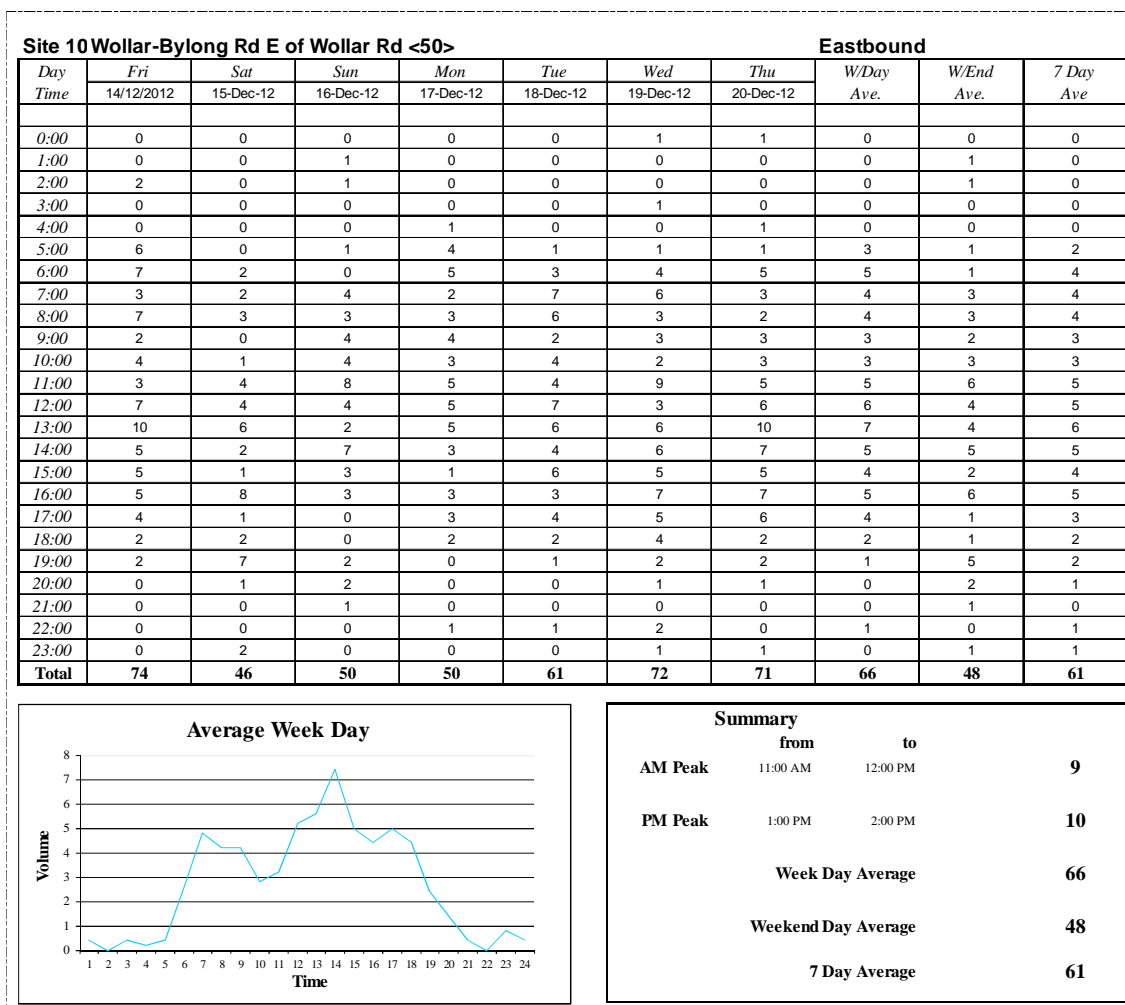 Site 10 Wollar-Bylong Rd E of Wollar Rd <50> Eastbound
Day Fri Sat Sun Mon Tue Wed Thu W/Day W/End 7 Day
Time 14/12/2012 15-Dec-12 16-Dec-12 17-Dec-12 18-Dec-12 19-Dec-12 20-Dec-12 Ave. Ave. Ave
0:00 0 0 0 0 0 1 1 0 0 0
1:00 0 0 1 0 0 0 0 0 1 0
2:00 2 0 1 0 0 0 0 0 1 0
3:00 0 0 0 0 0 1 0 0 0 0
4:00 0 0 0 1 0 0 1 0 0 0
5:00 6 0 1 4 1 1 1 3 1 2
6:00 7 2 0 5 3 4 5 5 1 4
7:00 3 2 4 2 7 6 3 4 3 4
8:00 7 3 3 3 6 3 2 4 3 4
9:00 2 0 4 4 2 3 3 3 2 3
10:00 4 1 4 3 4 2 3 3 3 3
11:00 3 4 8 5 4 9 5 5 6 5
12:00 7 4 4 5 7 3 6 6 4 5
13:00 10 6 2 5 6 6 10 7 4 6
14:00 5 2 7 3 4 6 7 5 5 5
15:00 5 1 3 1 6 5 5 4 2 4
16:00 5 8 3 3 3 7 7 5 6 5
17:00 4 1 0 3 4 5 6 4 1 3
18:00 2 2 0 2 2 4 2 2 1 2
19:00 2 7 2 0 1 2 2 1 5 2
20:00 0 1 2 0 0 1 1 0 2 1
21:00 0 0 1 0 0 0 0 0 1 0
22:00 0 0 0 1 1 2 0 1 0 1
23:00 0 2 0 0 0 1 1 0 1 1
Total 74 46 50 50 61 72 71 66 48 61
Average Week Day
8
7
6
5
4
3
2
1
0
Volume
1 2 3 4 5 6 7 8 9 10 11 12 13 14 15 16 17 18 19 20 21 22 23 24
Time
Summary
from to
AM Peak 11:00 AM 12:00 PM 9
PM Peak 1:00 PM 2:00 PM 10
Week Day Average 66
Weekend Day Average 48
7 Day Average 61